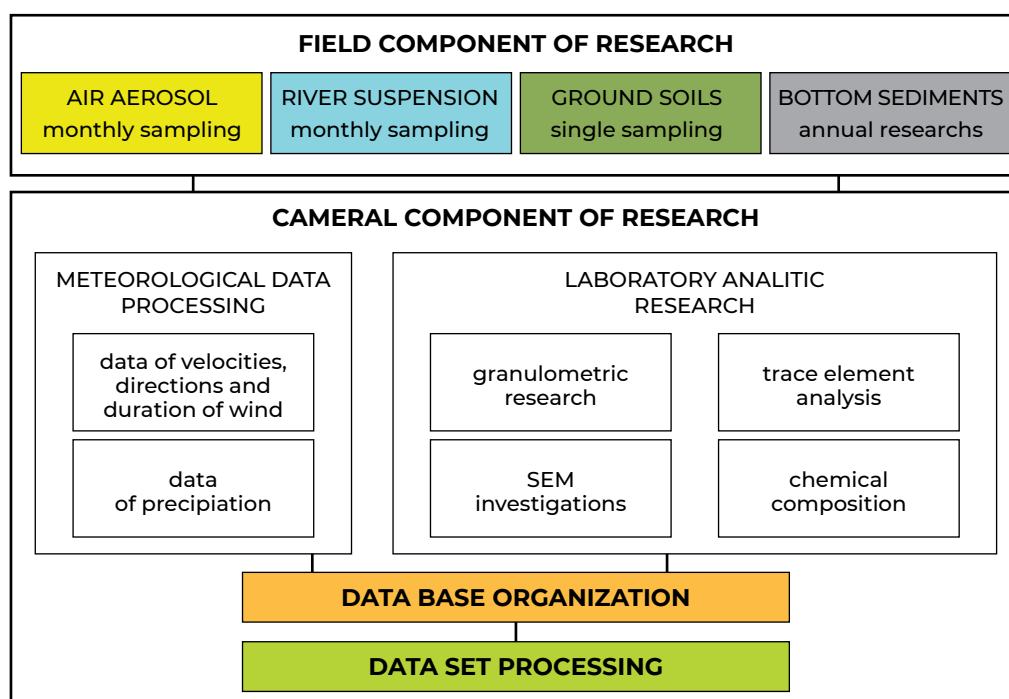 FIELD COMPONENT OF RESEARCH
AIR AEROSOL
monthly sampling
RIVER SUSPENSION
monthly sampling
GROUND SOILS
single sampling
BOTTOM SEDIMENTS
annual researchs
CAMERAL COMPONENT OF RESEARCH
METEOROLOGICAL DATA
PROCESSING
data of velocities,
directions and
duration of wind
data
of precipiation
LABORATORY ANALITIC
RESEARCH
granulometric
research
trace element
analysis
SEM
investigations
chemical
composition
DATA BASE ORGANIZATION
DATA SET PROCESSING